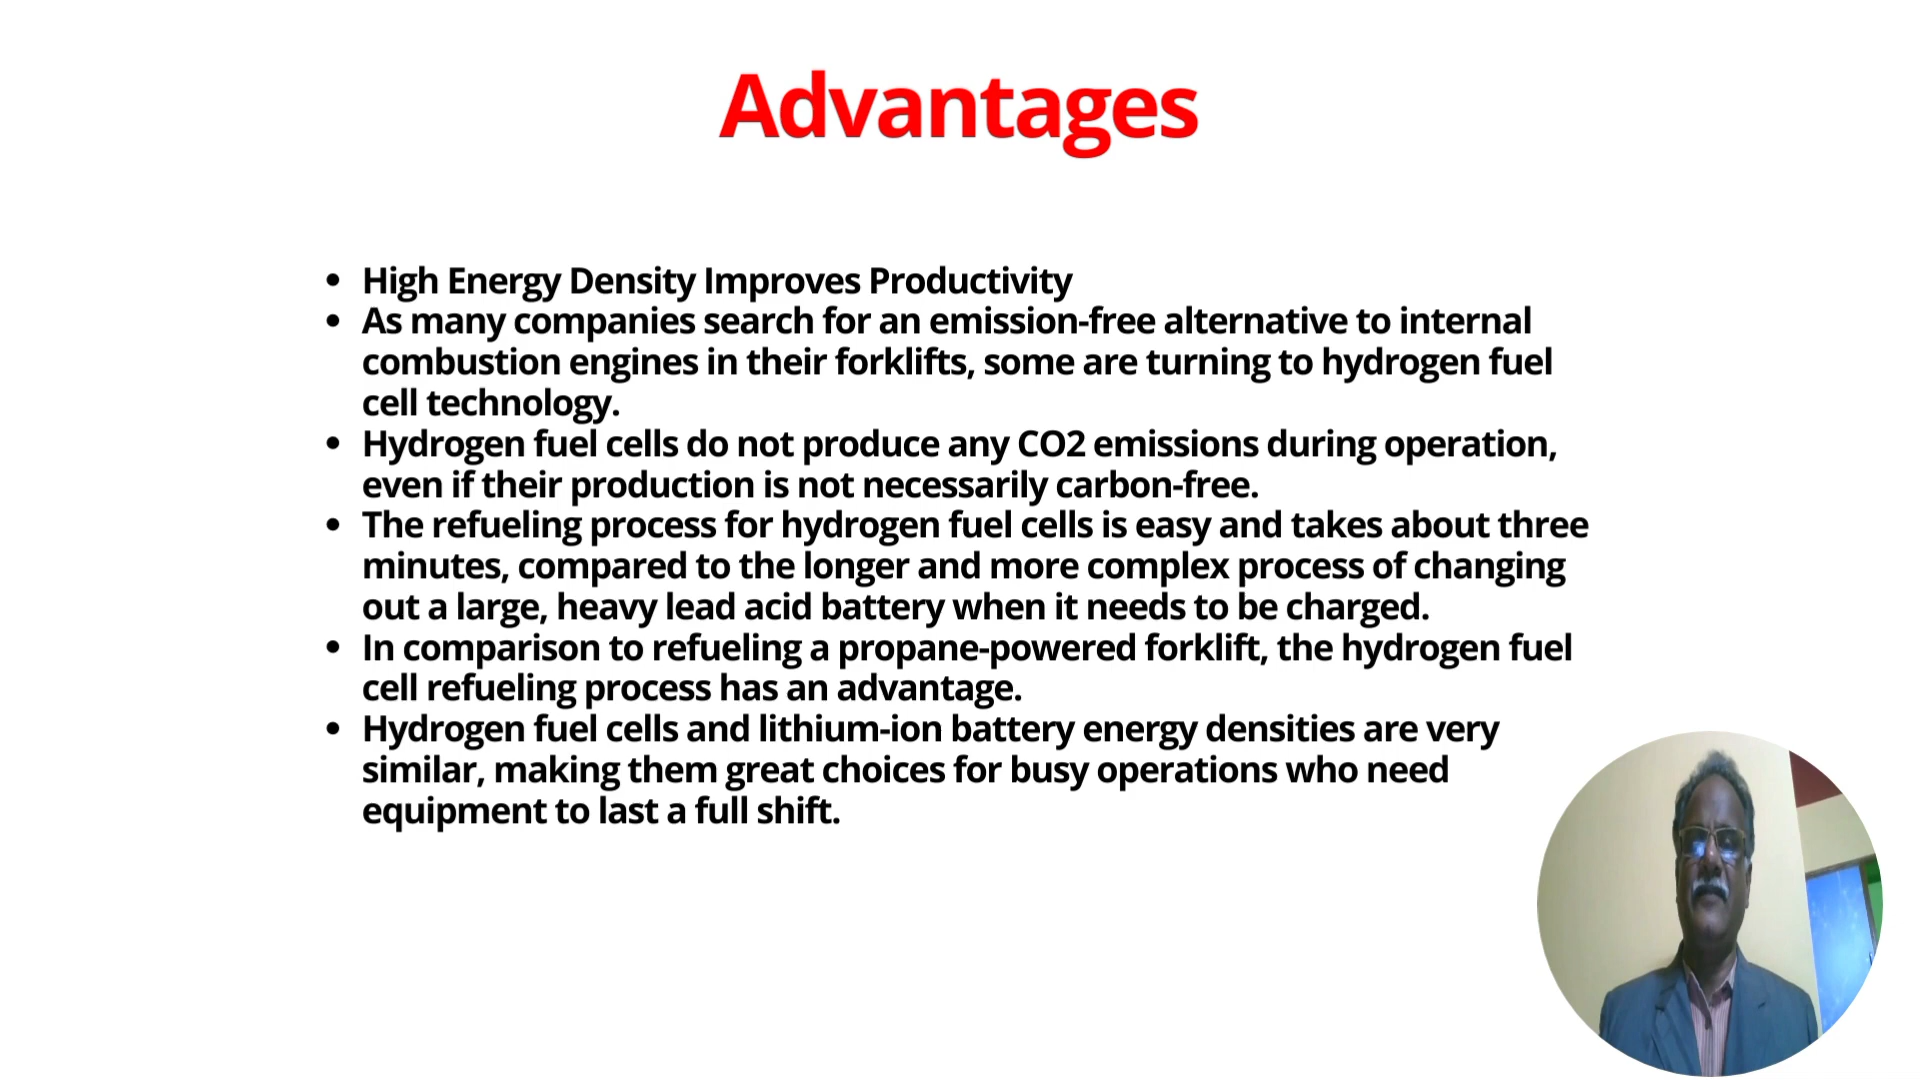 Advantages
• High Energy Density Improves Productivity
• As many companies search for an emission-free alternative to internal
combustion engines in their forklifts, some are turning to hydrogen fuel
cell technology.
• Hydrogen fuel cells do not produce any CO2 emissions during operation,
even if their production is not necessarily carbon-free.
• The refueling process for hydrogen fuel cells is easy and takes about three
minutes, compared to the longer and more complex process of changing
out a large, heavy lead acid battery when it needs to be charged.
• In comparison to refueling a propane-powered forklift, the hydrogen fuel
cell refueling process has an advantage.
• Hydrogen fuel cells and lithium-ion battery energy densities are very
similar, making them great choices for busy operations who need
equipment to last a full shift.